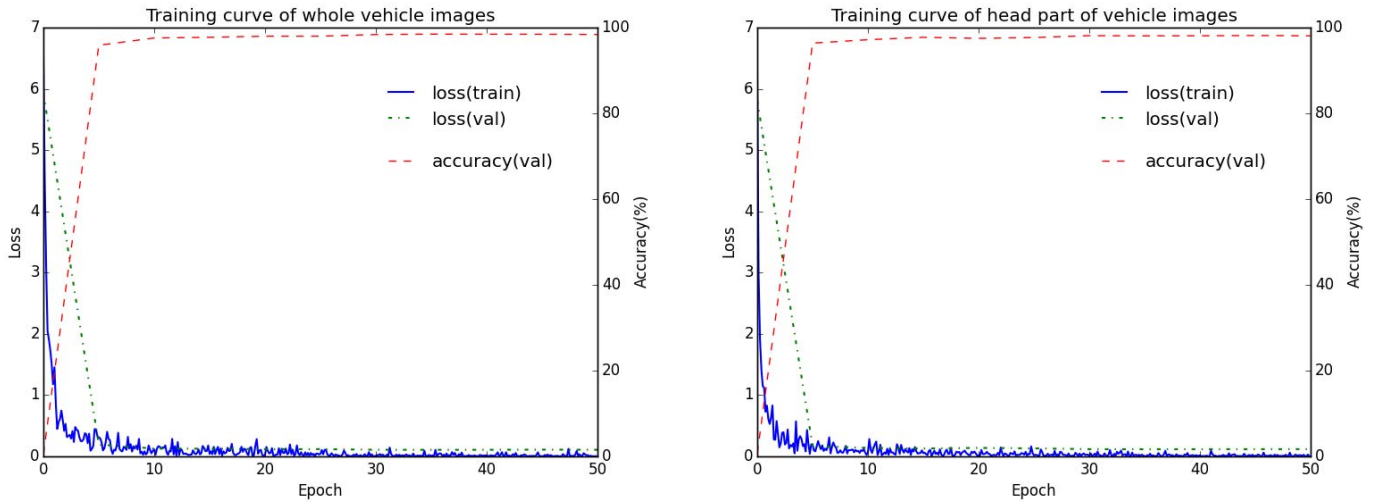 Training curve of whole vehicle images
7
6
5
4
3
2
1
0
Loss
100
80
60
40
20
0
Accuracy(%)
loss(train)
loss(val)
accuracy(val)
0 10 20 30 40 50
Epoch
Training curve of head part of vehicle images
7
6
5
4
3
2
1
0
Loss
100
80
60
40
20
0
Accuracy(%)
loss(train)
loss(val)
accuracy(val)
0 10 20 30 40 50
Epoch